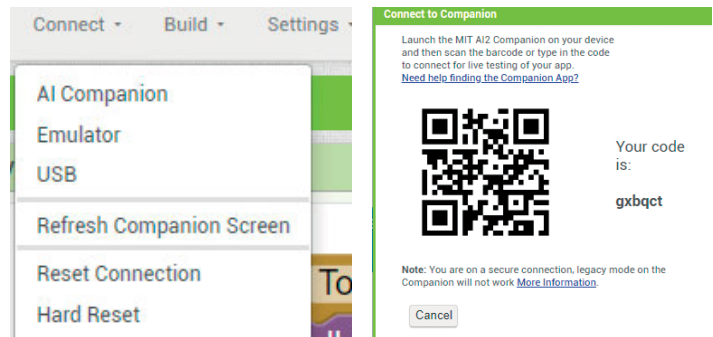 Connect
Build
Settings
AI Companion
Emulator
USB
Refresh Companion Screen
Reset Connection
Hard Reset
To
Connect to Companion
Launch the MIT AI2 Companion on your device
and then scan the barcode or type in the code
to connect for live testing of your app.
Need help finding the Companion App?
Your code
is:
gxbqct
Note: You are on a secure connection, legacy mode on the
Companion will not work More Information.
Cancel